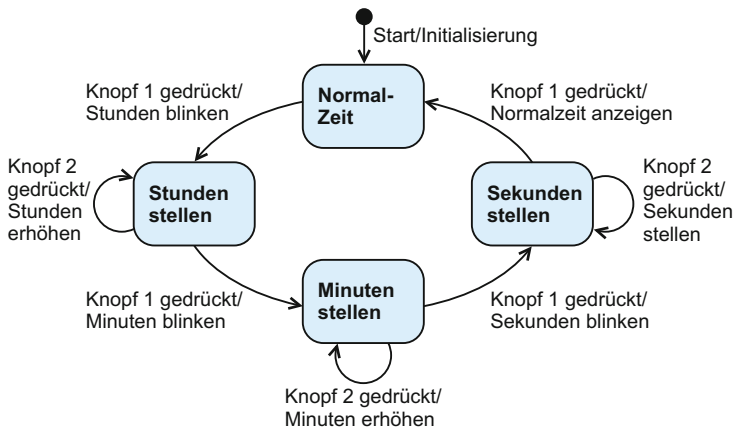 Start/Initialisierung
Normal-
Zeit
Knopf 1 gedrückt/
Stunden blinken
Knopf 1 gedrückt/
Normalzeit anzeigen
Knopf 2
gedrückt/
Stunden
erhöhen
Stunden
stellen
Sekunden
stellen
Knopf 2
gedrückt/
Sekunden
stellen
Knopf 1 gedrückt/
Minuten blinken
Minuten
stellen
Knopf 1 gedrückt/
Sekunden blinken
Knopf 2 gedrückt/
Minuten erhöhen